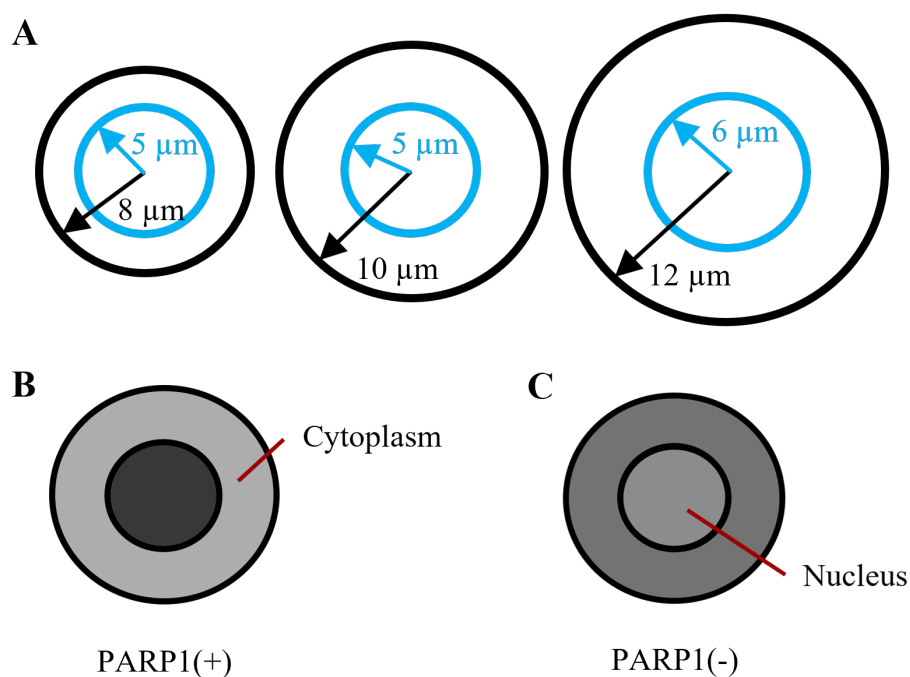 A
5 µm
8 µm
5 µm
10 µm
6 µm
12 µm
B
Cytoplasm
PARP1(+)
C
Nucleus
PARP1(-)